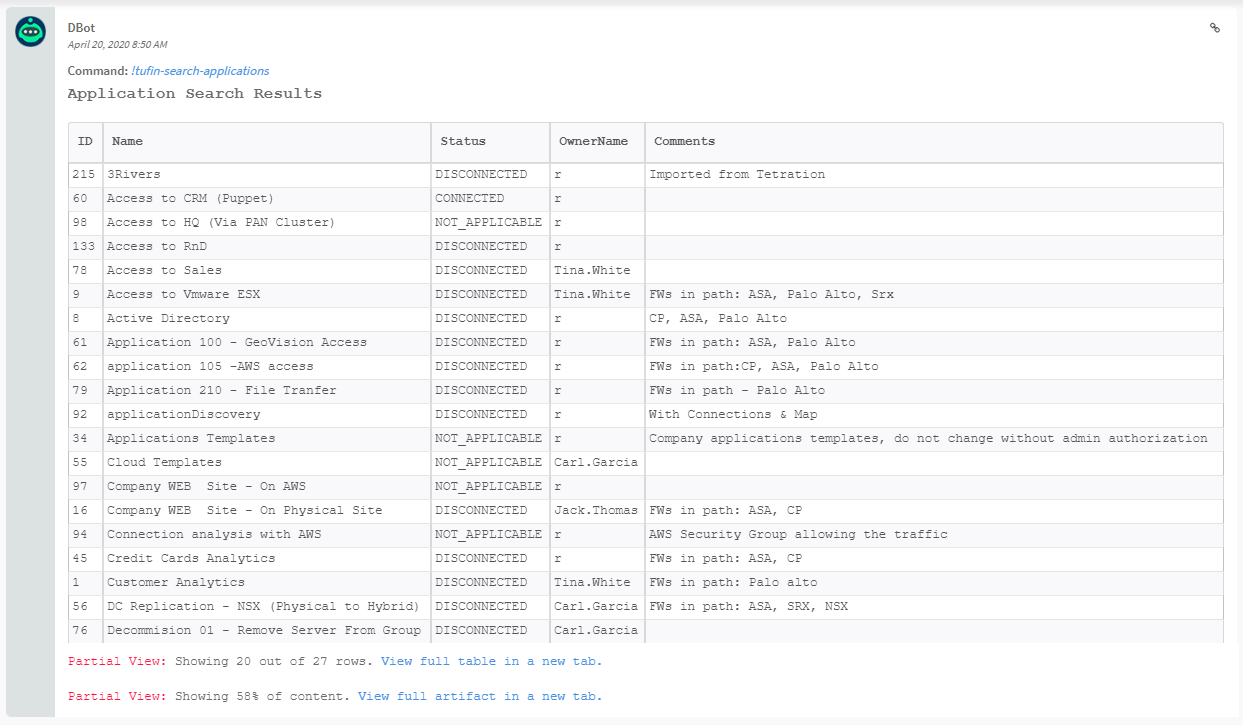 DBot
April 20, 2020 8:50 AM
Command: !tufin-search-applications
Application Search Results
ID Name Status OwnerName Comments
215 3Rivers DISCONNECTED r Imported from Tetration
60 Access to CRM (Puppet) CONNECTED r
98 Access to HQ (Via PAN Cluster) NOT_APPLICABLE r
133 Access to RnD DISCONNECTED r
78 Access to Sales DISCONNECTED Tina.White
9 Access to Vmware ESX DISCONNECTED Tina.White FWs in path: ASA, Palo Alto, Srx
8 Active Directory DISCONNECTED r CP, ASA, Palo Alto
61 Application 100 - GeoVision Access DISCONNECTED r FWs in path: ASA, Palo Alto
62 application 105 -AWS access DISCONNECTED r FWs in path:CP, ASA, Palo Alto
79 Application 210 - File Tranfer DISCONNECTED r FWs in path - Palo Alto
92 applicationDiscovery DISCONNECTED r With Connections & Map
34 Applications Templates NOT_APPLICABLE r Company applications templates, do not change without admin authorization
55 Cloud Templates NOT_APPLICABLE Carl.Garcia
97 Company WEB  Site - On AWS NOT_APPLICABLE r
16 Company WEB  Site - On Physical Site DISCONNECTED Jack.Thomas FWs in path: ASA, CP
94 Connection analysis with AWS NOT_APPLICABLE r AWS Security Group allowing the traffic
45 Credit Cards Analytics DISCONNECTED r FWs in path: ASA, CP
1 Customer Analytics DISCONNECTED Tina.White FWs in path: Palo alto
56 DC Replication - NSX (Physical to Hybrid) DISCONNECTED Carl.Garcia FWs in path: ASA, SRX, NSX
76 Decommision 01 - Remove Server From Group DISCONNECTED Carl.Garcia
Partial View: Showing 20 out of 27 rows. View full table in a new tab.
Partial View: Showing 58% of content. View full artifact in a new tab.